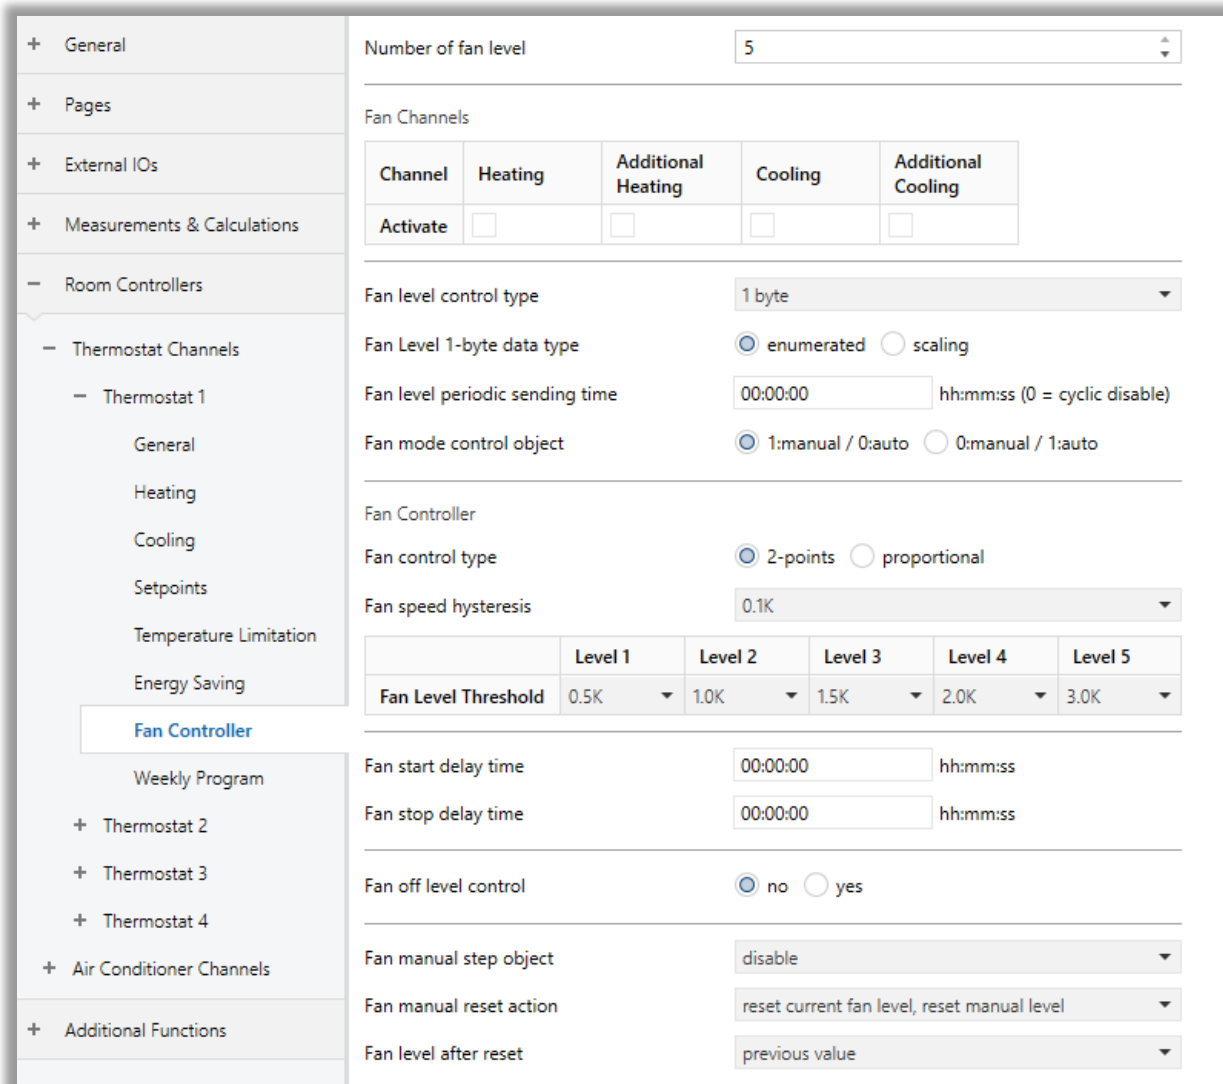 General
Pages
External IOs
Measurements & Calculations
Room Controllers
Thermostat Channels
Thermostat 1
General
Heating
Cooling
Setpoints
Temperature Limitation
Energy Saving
Fan Controller
Weekly Program
Thermostat 2
Thermostat 3
Thermostat 4
Air Conditioner Channels
Additional Functions
Number of fan level 5
Fan Channels
Channel Heating Additional Heating Cooling Additional Cooling
Activate
Fan level control type 1 byte
Fan Level 1-byte data type enumerated scaling
Fan level periodic sending time 00:00:00 hh:mm:ss (0 = cyclic disable)
Fan mode control object 1:manual / 0:auto 0:manual / 1:auto
Fan Controller
Fan control type 2-points proportional
Fan speed hysteresis 0.1K
Level 1 Level 2 Level 3 Level 4 Level 5
Fan Level Threshold 0.5K 1.0K 1.5K 2.0K 3.0K
Fan start delay time 00:00:00 hh:mm:ss
Fan stop delay time 00:00:00 hh:mm:ss
Fan off level control no yes
Fan manual step object disable
Fan manual reset action reset current fan level, reset manual level
Fan level after reset previous value